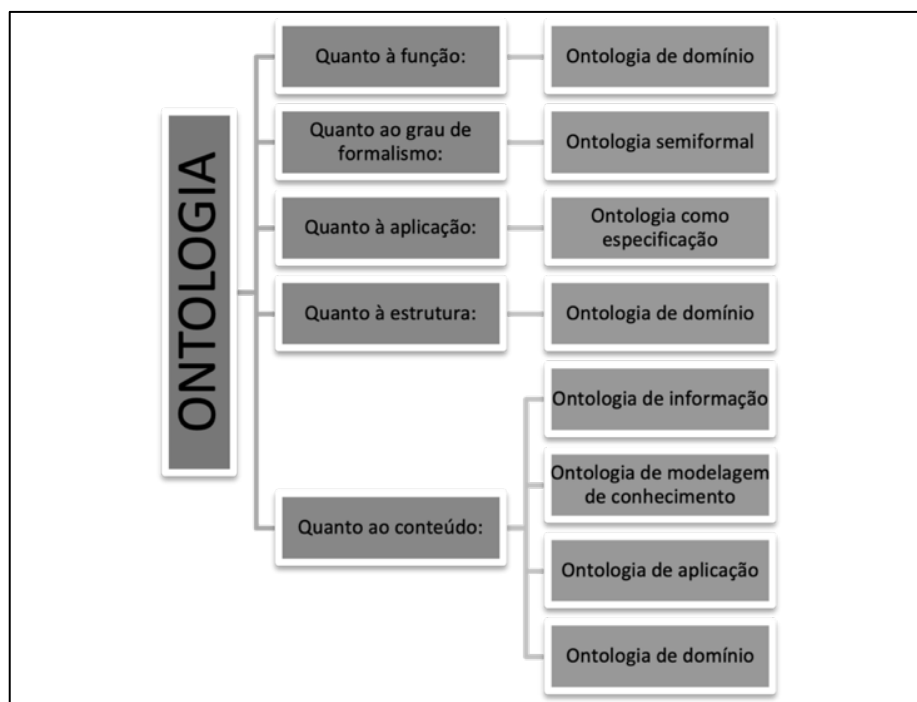 ONTOLOGIA
Quanto à função:
Ontologia de domínio
Quanto ao grau de
formalismo:
Ontologia semiformal
Quanto à aplicação:
Ontologia como
especificação
Quanto à estrutura:
Ontologia de domínio
Quanto ao conteúdo:
Ontologia de informação
Ontologia de modelagem
de conhecimento
Ontologia de aplicação
Ontologia de domínio